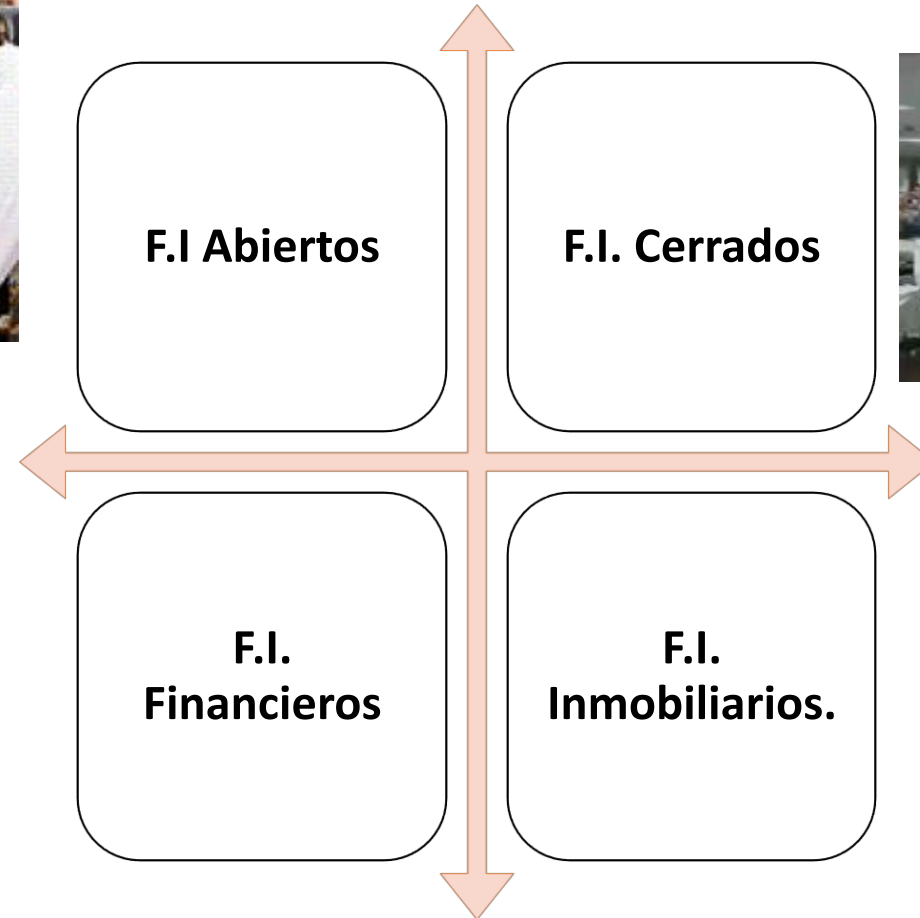 F.I Abiertos
F.I. Cerrados
F.I.
Financieros
F.I.
Inmobiliarios.